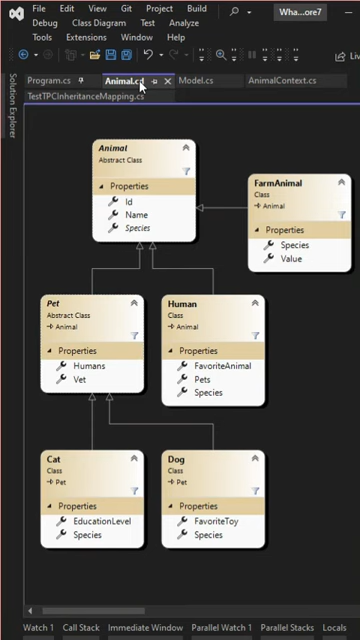 File Edit View Git Project Build
Debug Class Diagram Test Analyze
Tools Extensions Window Help
Wha...ore7
Live
Program.cs Animal.cd Model.cs AnimalContext.cs
TestTPCInheritanceMapping.cs
Solution Explorer
Animal
Abstract Class
Properties
Id
Name
Species
FarmAnimal
Class
Animal
Properties
Species
Value
Pet
Abstract Class
Animal
Properties
Humans
Vet
Human
Class
Animal
Properties
FavoriteAnimal
Pets
Species
Cat
Class
Pet
Properties
EducationLevel
Species
Dog
Class
Pet
Properties
FavoriteToy
Species
Watch 1 Call Stack Immediate Window Parallel Watch 1 Parallel Stacks Locals